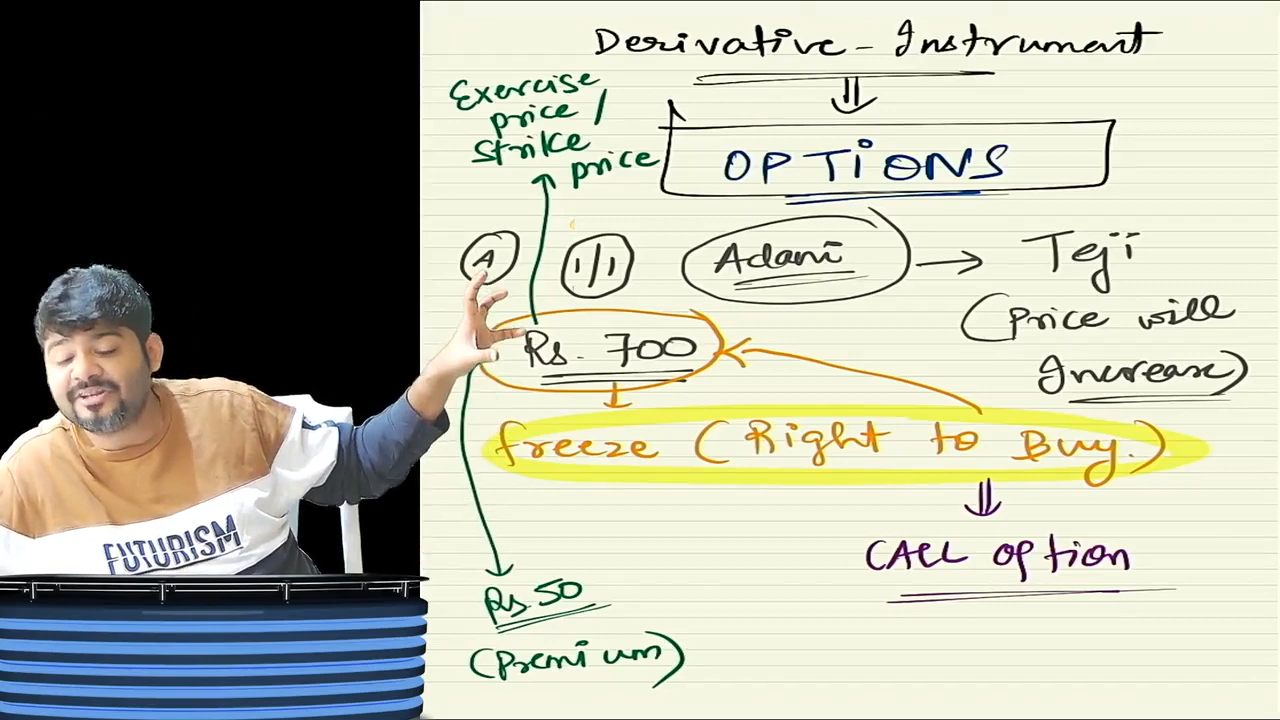 Derivative - Instrument
⇓
Exercise
price /
Strike
price
OPTIONS
A
1/1
Adani → Teji
(Price will
Increase)
Rs. 700
freeze (Right to Buy.)
⇓
CALL option
Rs. 50
(Premium)
FUTURISM